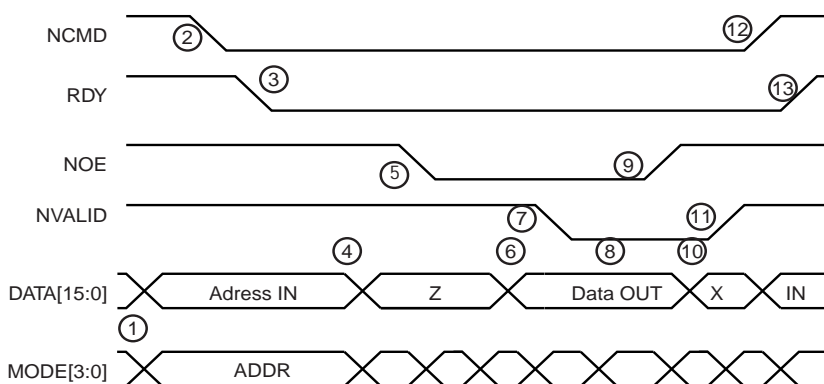 NCMD ② ⑫
RDY ③ ⑬
NOE ⑤ ⑨
NVALID ⑦ ⑪
④ ⑥ ⑧ ⑩
DATA[15:0] Adress IN Z Data OUT X IN
①
MODE[3:0] ADDR